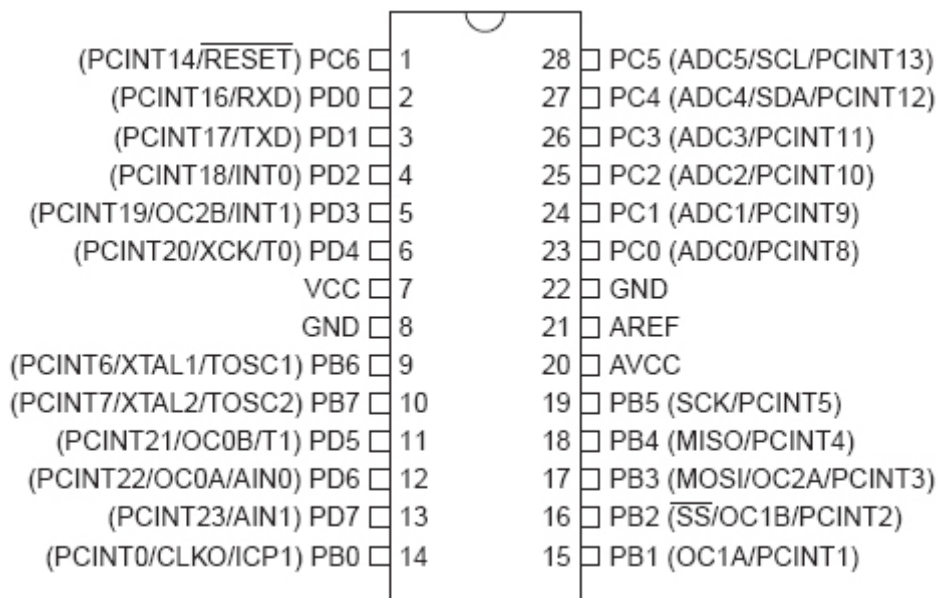 (PCINT14/RESET) PC6 1 28 PC5 (ADC5/SCL/PCINT13)
(PCINT16/RXD) PD0 2 27 PC4 (ADC4/SDA/PCINT12)
(PCINT17/TXD) PD1 3 26 PC3 (ADC3/PCINT11)
(PCINT18/INT0) PD2 4 25 PC2 (ADC2/PCINT10)
(PCINT19/OC2B/INT1) PD3 5 24 PC1 (ADC1/PCINT9)
(PCINT20/XCK/T0) PD4 6 23 PC0 (ADC0/PCINT8)
VCC 7 22 GND
GND 8 21 AREF
(PCINT6/XTAL1/TOSC1) PB6 9 20 AVCC
(PCINT7/XTAL2/TOSC2) PB7 10 19 PB5 (SCK/PCINT5)
(PCINT21/OC0B/T1) PD5 11 18 PB4 (MISO/PCINT4)
(PCINT22/OC0A/AIN0) PD6 12 17 PB3 (MOSI/OC2A/PCINT3)
(PCINT23/AIN1) PD7 13 16 PB2 (SS/OC1B/PCINT2)
(PCINT0/CLKO/ICP1) PB0 14 15 PB1 (OC1A/PCINT1)